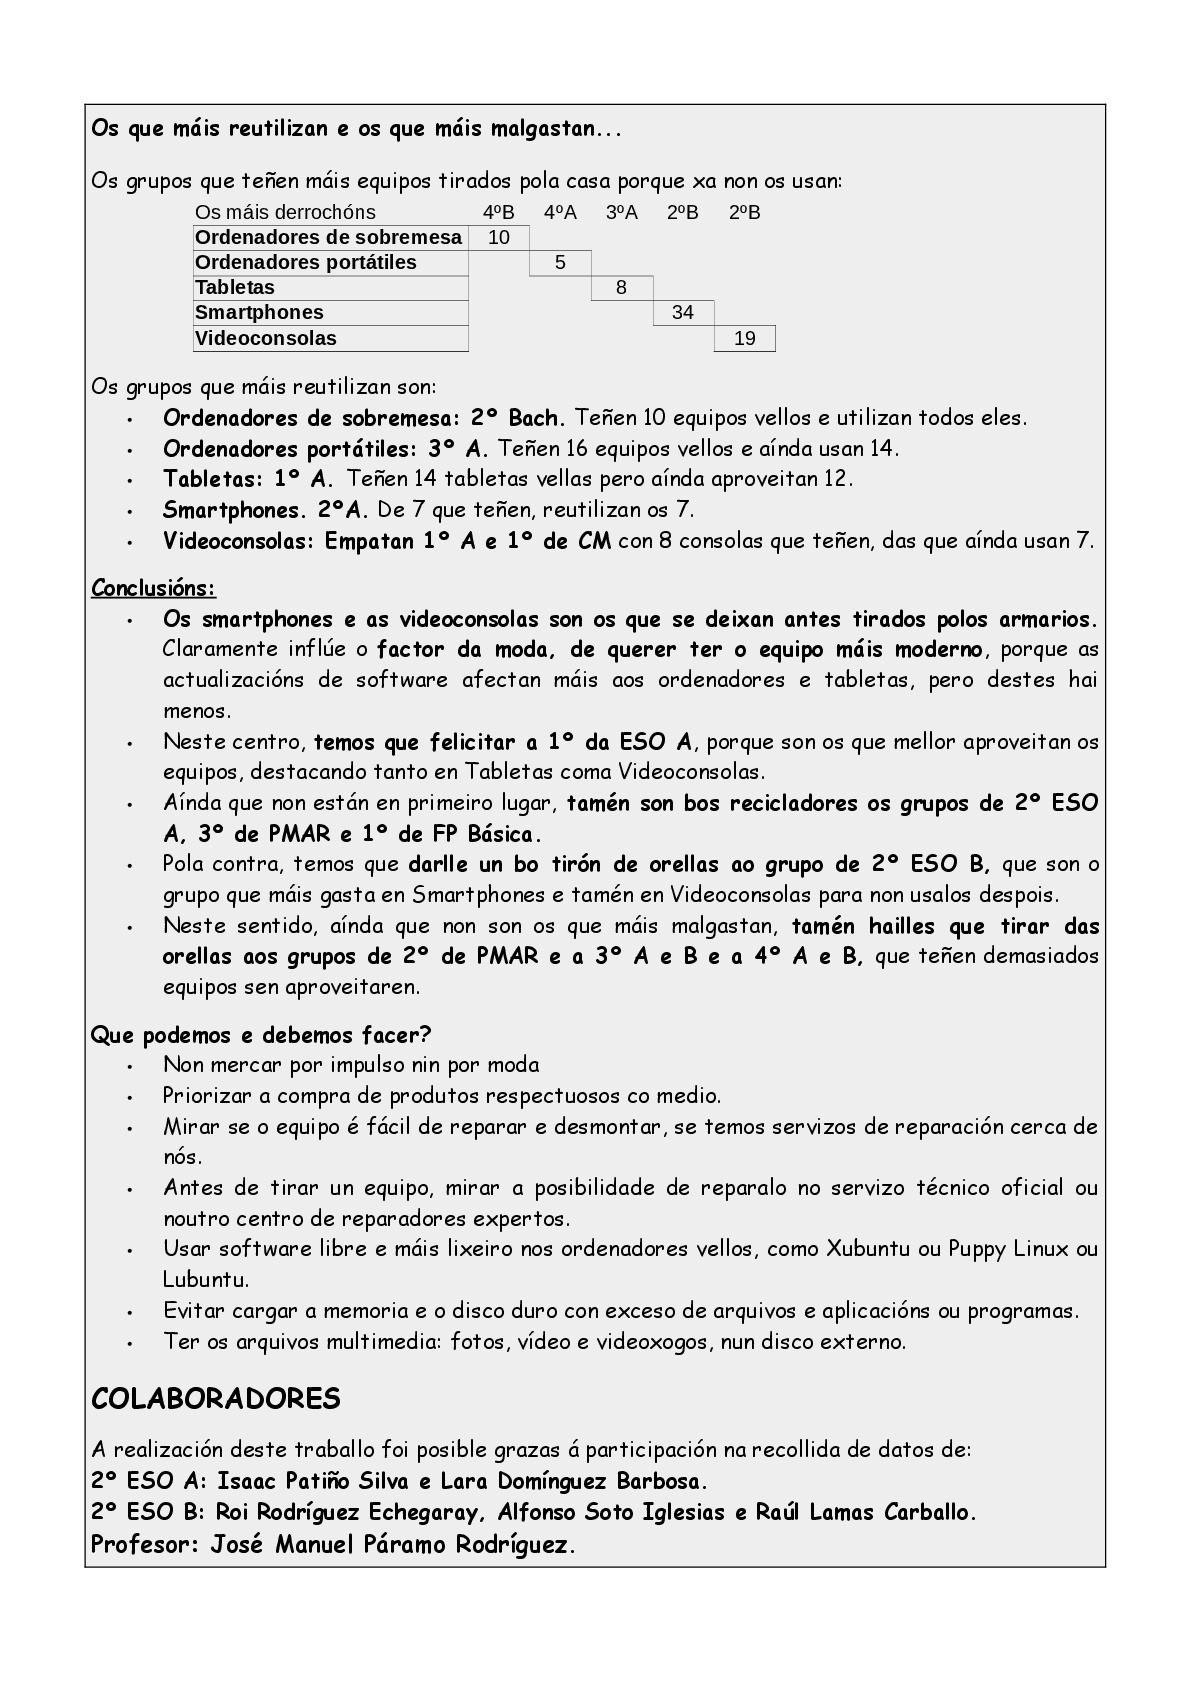 Os que máis reutilizan e os que máis malgastan...
Os grupos que teñen máis equipos tirados pola casa porque xa non os usan:
Os máis derrochóns 4ºB 4ºA 3ºA 2ºB 2ºB
Ordenadores de sobremesa 10
Ordenadores portátiles 5
Tabletas 8
Smartphones 34
Videoconsolas 19
Os grupos que máis reutilizan son:
• Ordenadores de sobremesa: 2º Bach. Teñen 10 equipos vellos e utilizan todos eles.
• Ordenadores portátiles: 3º A. Teñen 16 equipos vellos e aínda usan 14.
• Tabletas: 1º A. Teñen 14 tabletas vellas pero aínda aproveitan 12.
• Smartphones. 2ºA. De 7 que teñen, reutilizan os 7.
• Videoconsolas: Empatan 1º A e 1º de CM con 8 consolas que teñen, das que aínda usan 7.
Conclusións:
• Os smartphones e as videoconsolas son os que se deixan antes tirados polos armarios.
Claramente inflúe o factor da moda, de querer ter o equipo máis moderno, porque as
actualizacións de software afectan máis aos ordenadores e tabletas, pero destes hai
menos.
• Neste centro, temos que felicitar a 1º da ESO A, porque son os que mellor aproveitan os
equipos, destacando tanto en Tabletas coma Videoconsolas.
• Aínda que non están en primeiro lugar, tamén son bos recicladores os grupos de 2º ESO
A, 3º de PMAR e 1º de FP Básica.
• Pola contra, temos que darlle un bo tirón de orellas ao grupo de 2º ESO B, que son o
grupo que máis gasta en Smartphones e tamén en Videoconsolas para non usalos despois.
• Neste sentido, aínda que non son os que máis malgastan, tamén hailles que tirar das
orellas aos grupos de 2º de PMAR e a 3º A e B e a 4º A e B, que teñen demasiados
equipos sen aproveitaren.
Que podemos e debemos facer?
• Non mercar por impulso nin por moda
• Priorizar a compra de produtos respectuosos co medio.
• Mirar se o equipo é fácil de reparar e desmontar, se temos servizos de reparación cerca de
nós.
• Antes de tirar un equipo, mirar a posibilidade de reparalo no servizo técnico oficial ou
noutro centro de reparadores expertos.
• Usar software libre e máis lixeiro nos ordenadores vellos, como Xubuntu ou Puppy Linux ou
Lubuntu.
• Evitar cargar a memoria e o disco duro con exceso de arquivos e aplicacións ou programas.
• Ter os arquivos multimedia: fotos, vídeo e videoxogos, nun disco externo.
COLABORADORES
A realización deste traballo foi posible grazas á participación na recollida de datos de:
2º ESO A: Isaac Patiño Silva e Lara Domínguez Barbosa.
2º ESO B: Roi Rodríguez Echegaray, Alfonso Soto Iglesias e Raúl Lamas Carballo.
Profesor: José Manuel Páramo Rodríguez.